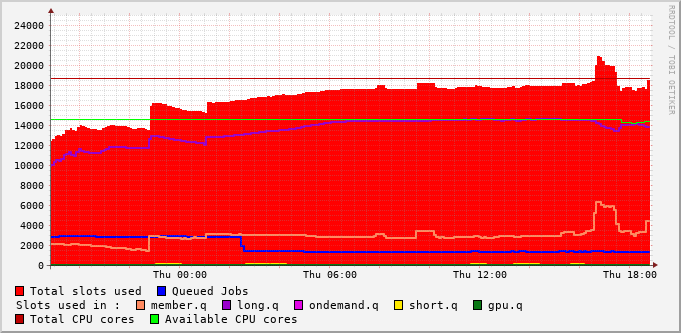 RRDTOOL / TOBI OETIKER
24000
22000
20000
18000
16000
14000
12000
10000
8000
6000
4000
2000
0
Thu 00:00 Thu 06:00 Thu 12:00 Thu 18:00
Total slots used Queued Jobs
Slots used in : member.q long.q ondemand.q short.q gpu.q
Total CPU cores Available CPU cores